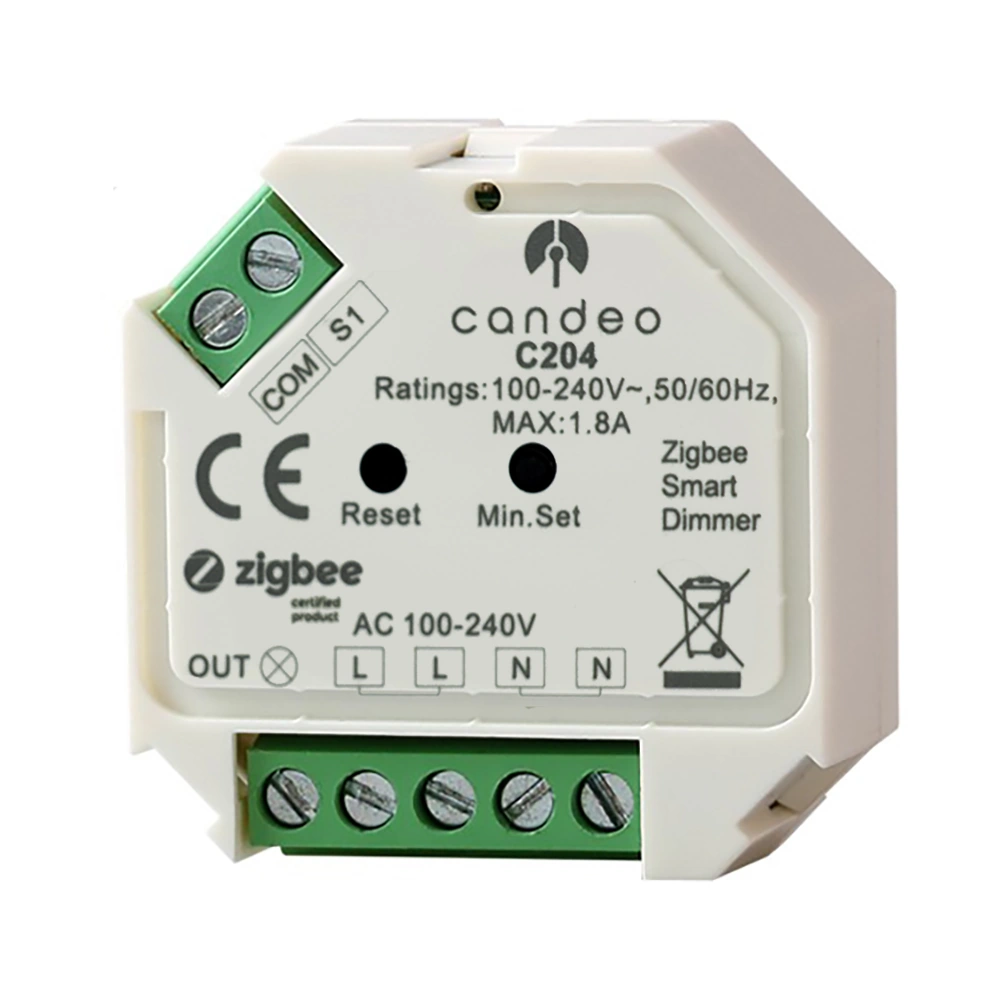 candeo
C204
Ratings:100-240V~,50/60Hz,
MAX:1.8A
COM S1
CE
Reset
Min.Set
Zigbee
Smart
Dimmer
zigbee
certified
product
AC 100-240V
OUT L L N N